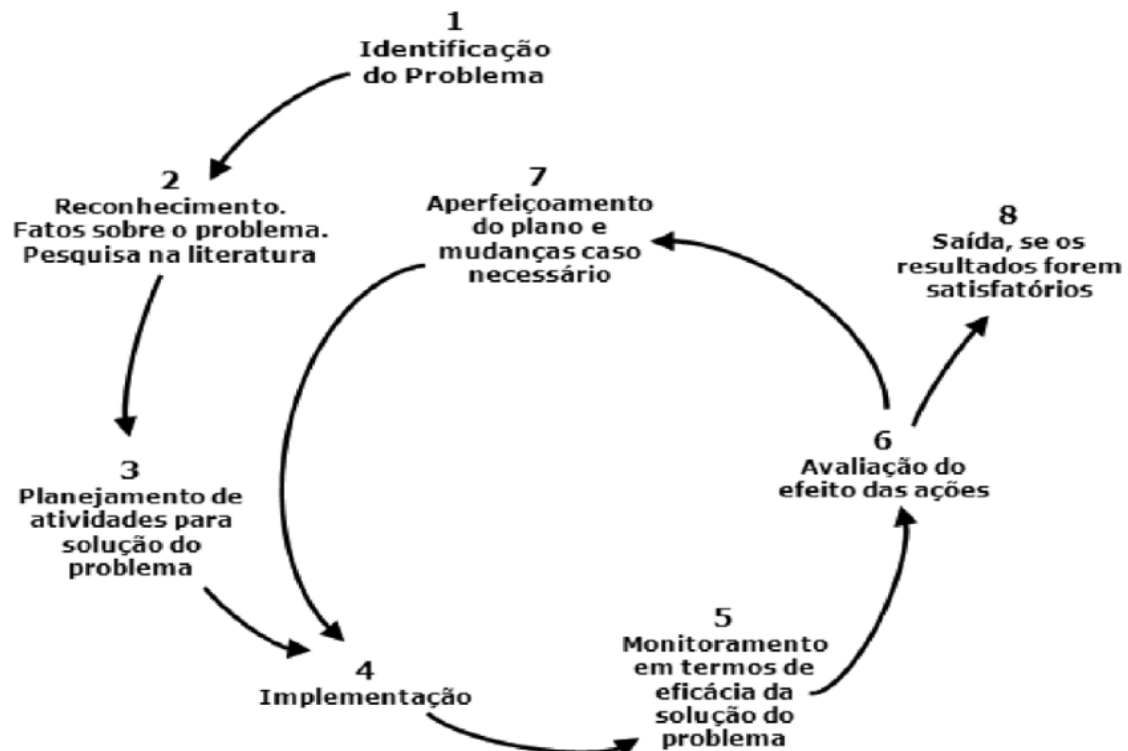 1
Identificação
do Problema
2
Reconhecimento.
Fatos sobre o problema.
Pesquisa na literatura
3
Planejamento de
atividades para
solução do
problema
4
Implementação
5
Monitoramento
em termos de
eficácia da
solução do
problema
6
Avaliação do
efeito das ações
7
Aperfeiçoamento
do plano e
mudanças caso
necessário
8
Saída, se os
resultados forem
satisfatórios